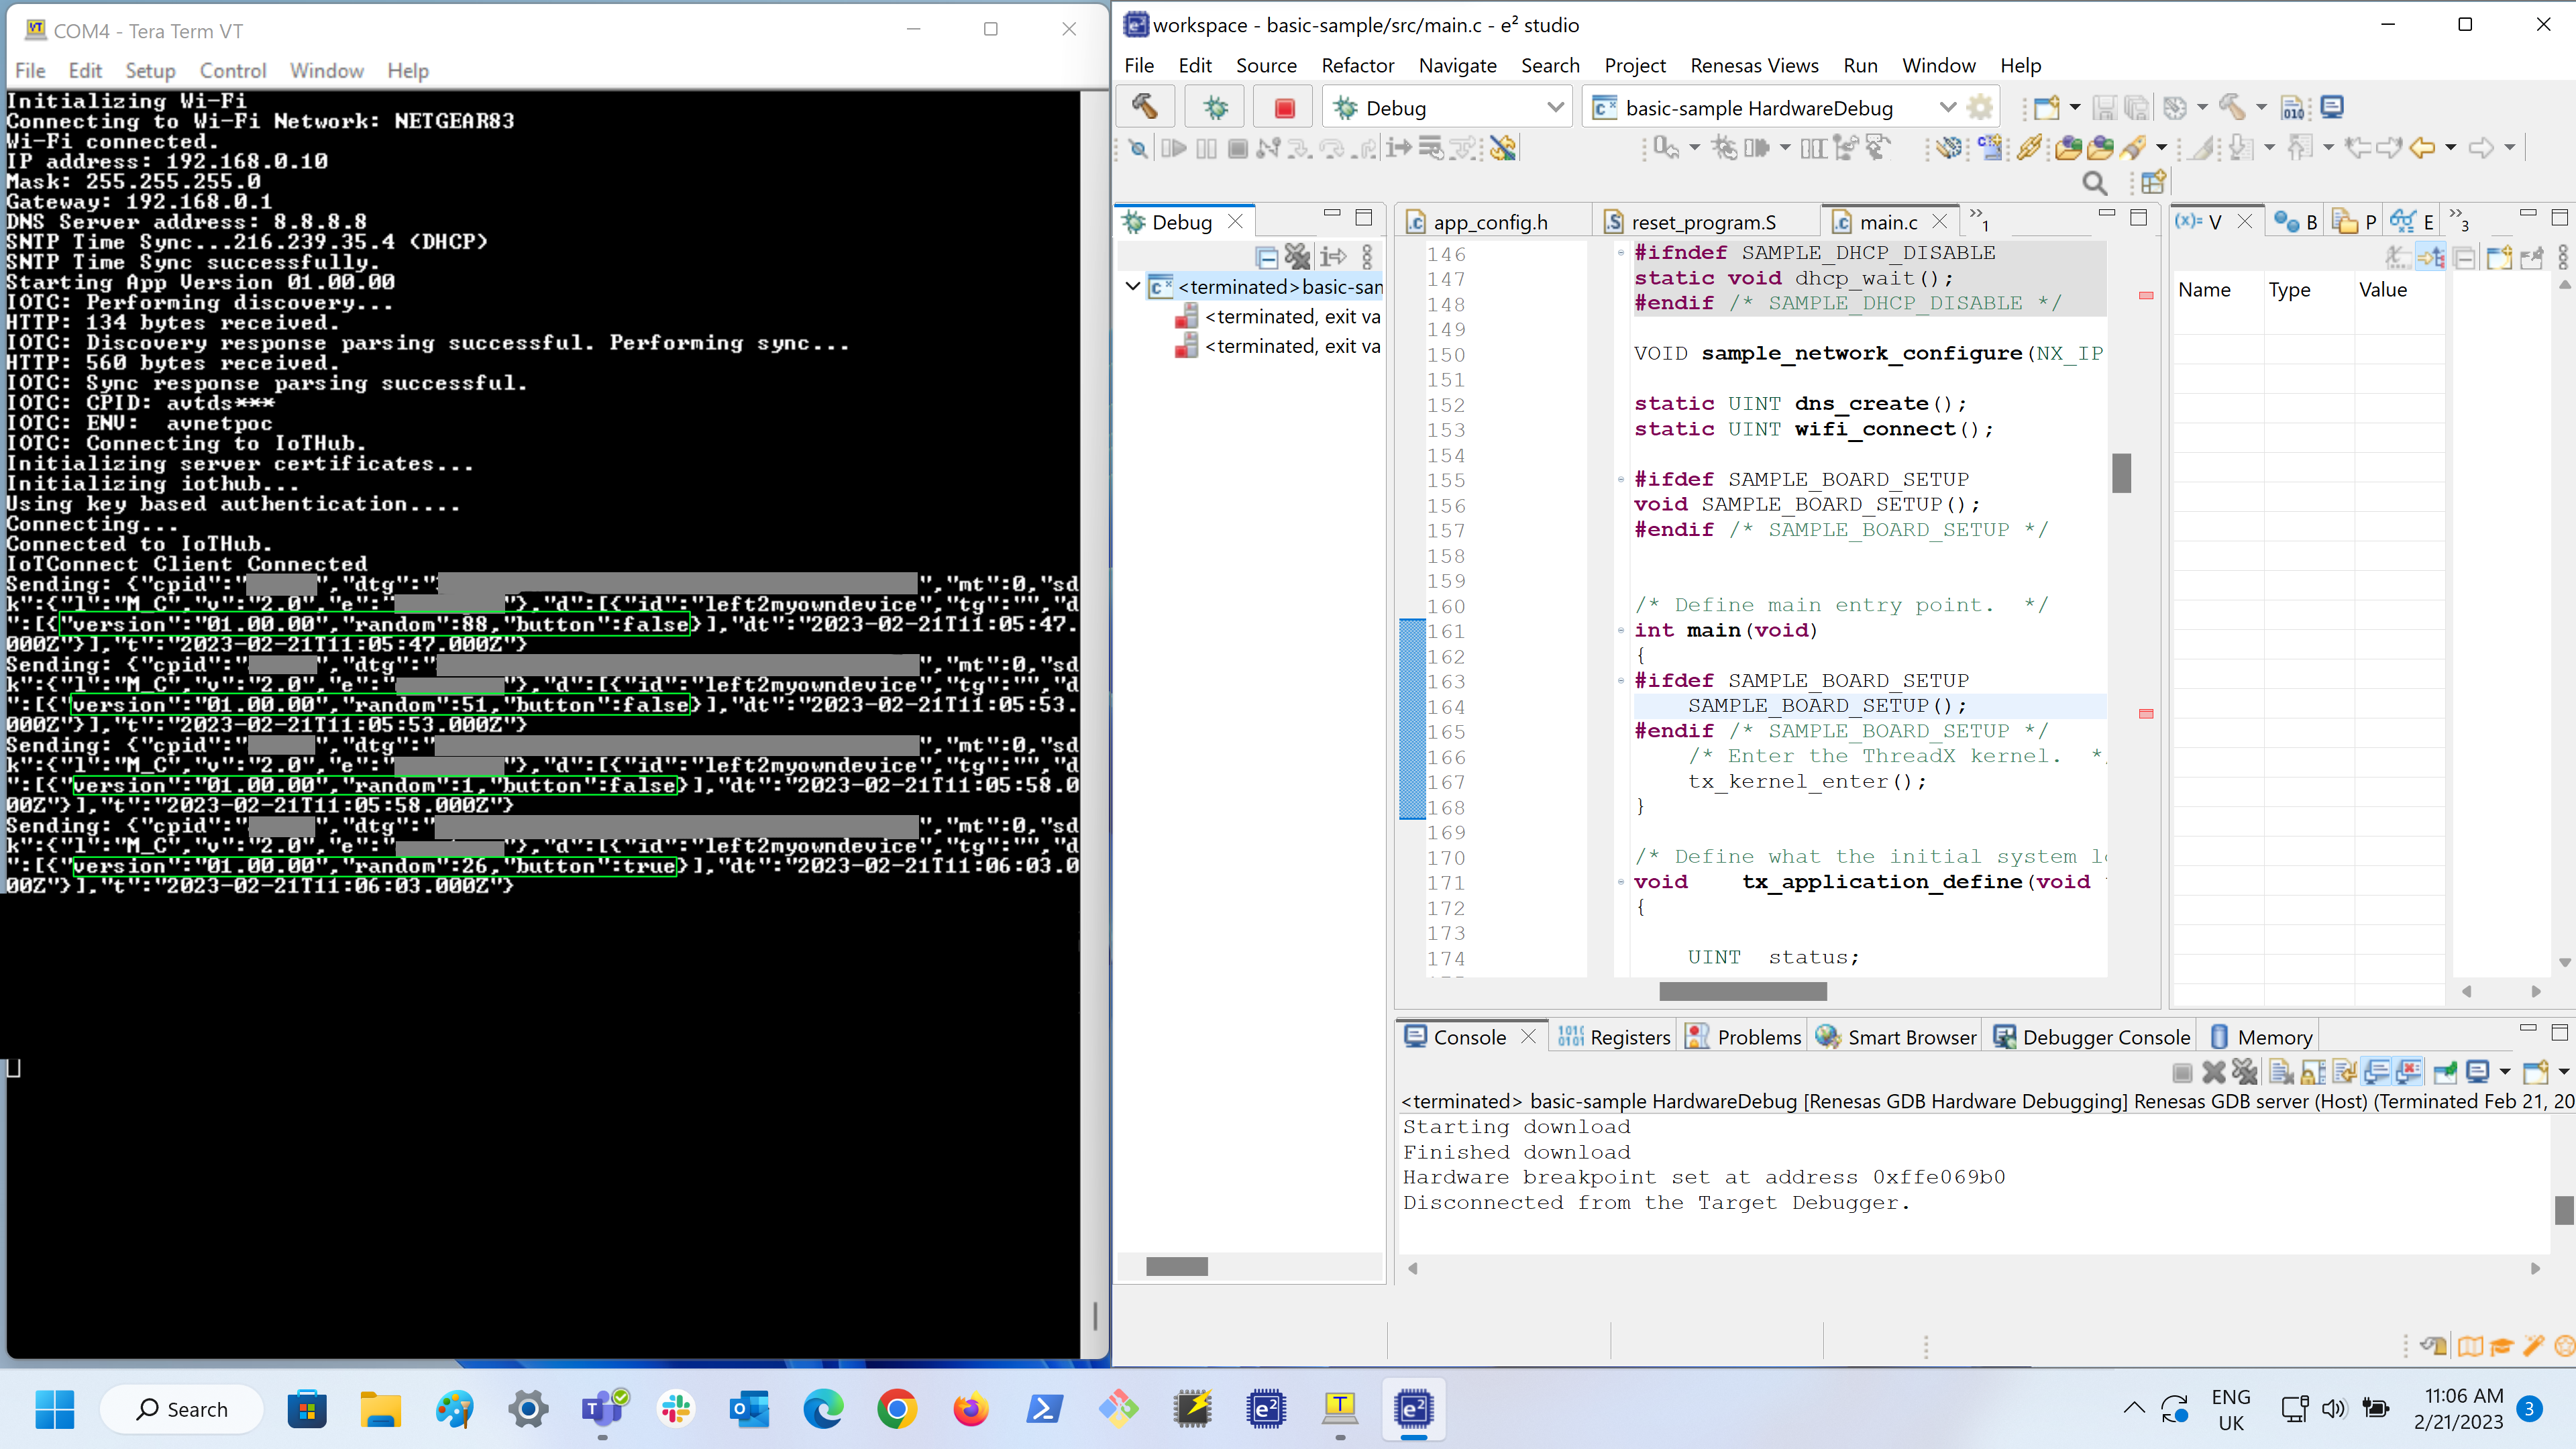 COM4 - Tera Term VT
File Edit Setup Control Window Help
Initializing Wi-Fi
Connecting to Wi-Fi Network: NETGEAR83
Wi-Fi connected.
IP address: 192.168.0.10
Mask: 255.255.255.0
Gateway: 192.168.0.1
DNS Server address: 8.8.8.8
SNTP Time Sync...216.239.35.4 (DHCP)
SNTP Time Sync successfully.
Starting App Version 01.00.00
IOTC: Performing discovery...
HTTP: 134 bytes received.
IOTC: Discovery response parsing successful. Performing sync...
HTTP: 560 bytes received.
IOTC: Sync response parsing successful.
IOTC: CPID: avtds***
IOTC: ENV:  avnetpoc
IOTC: Connecting to IoTHub.
Initializing server certificates...
Initializing iothub...
Using key based authentication....
Connecting...
Connected to IoTHub.
IoTConnect Client Connected
Sending: {"cpid":" ","dtg":" ","mt":0,"sd
k":{"l":"M_C","v":"2.0","e":" "},"d":[{"id":"left2myowndevice","tg":"","d
":[{"version":"01.00.00","random":88,"button":false}],"dt":"2023-02-21T11:05:47.
000Z"}],"t":"2023-02-21T11:05:47.000Z"}
Sending: {"cpid":" ","dtg":" ","mt":0,"sd
k":{"l":"M_C","v":"2.0","e":" "},"d":[{"id":"left2myowndevice","tg":"","d
":[{"version":"01.00.00","random":51,"button":false}],"dt":"2023-02-21T11:05:53.
000Z"}],"t":"2023-02-21T11:05:53.000Z"}
Sending: {"cpid":" ","dtg":" ","mt":0,"sd
k":{"l":"M_C","v":"2.0","e":" "},"d":[{"id":"left2myowndevice","tg":"","d
":[{"version":"01.00.00","random":1,"button":false}],"dt":"2023-02-21T11:05:58.0
00Z"}],"t":"2023-02-21T11:05:58.000Z"}
Sending: {"cpid":" ","dtg":" ","mt":0,"sd
k":{"l":"M_C","v":"2.0","e":" "},"d":[{"id":"left2myowndevice","tg":"","d
":[{"version":"01.00.00","random":26,"button":true}],"dt":"2023-02-21T11:06:03.0
00Z"}],"t":"2023-02-21T11:06:03.000Z"}
workspace - basic-sample/src/main.c - e² studio
File Edit Source Refactor Navigate Search Project Renesas Views Run Window Help
Debug
basic-sample HardwareDebug
Debug
<terminated>basic-san
<terminated, exit va
<terminated, exit va
app_config.h reset_program.S main.c 1
146 #ifndef SAMPLE_DHCP_DISABLE
147 static void dhcp_wait();
148 #endif /* SAMPLE_DHCP_DISABLE */
149
150 VOID sample_network_configure(NX_IP
151
152 static UINT dns_create();
153 static UINT wifi_connect();
154
155 #ifdef SAMPLE_BOARD_SETUP
156 void SAMPLE_BOARD_SETUP();
157 #endif /* SAMPLE_BOARD_SETUP */
158
159
160 /* Define main entry point.  */
161 int main(void)
162 {
163 #ifdef SAMPLE_BOARD_SETUP
164     SAMPLE_BOARD_SETUP();
165 #endif /* SAMPLE_BOARD_SETUP */
166     /* Enter the ThreadX kernel.  *
167     tx_kernel_enter();
168 }
169
170 /* Define what the initial system l
171 void    tx_application_define(void
172 {
173
174     UINT  status;
V B P E 3
Name Type Value
Console Registers Problems Smart Browser Debugger Console Memory
<terminated> basic-sample HardwareDebug [Renesas GDB Hardware Debugging] Renesas GDB server (Host) (Terminated Feb 21, 20
Starting download
Finished download
Hardware breakpoint set at address 0xffe069b0
Disconnected from the Target Debugger.
Search
ENG
UK
11:06 AM
2/21/2023
3